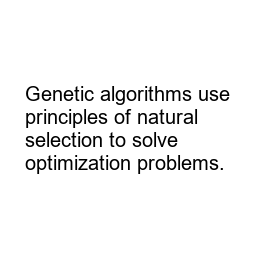 Genetic algorithms use
principles of natural
selection to solve
optimization problems.